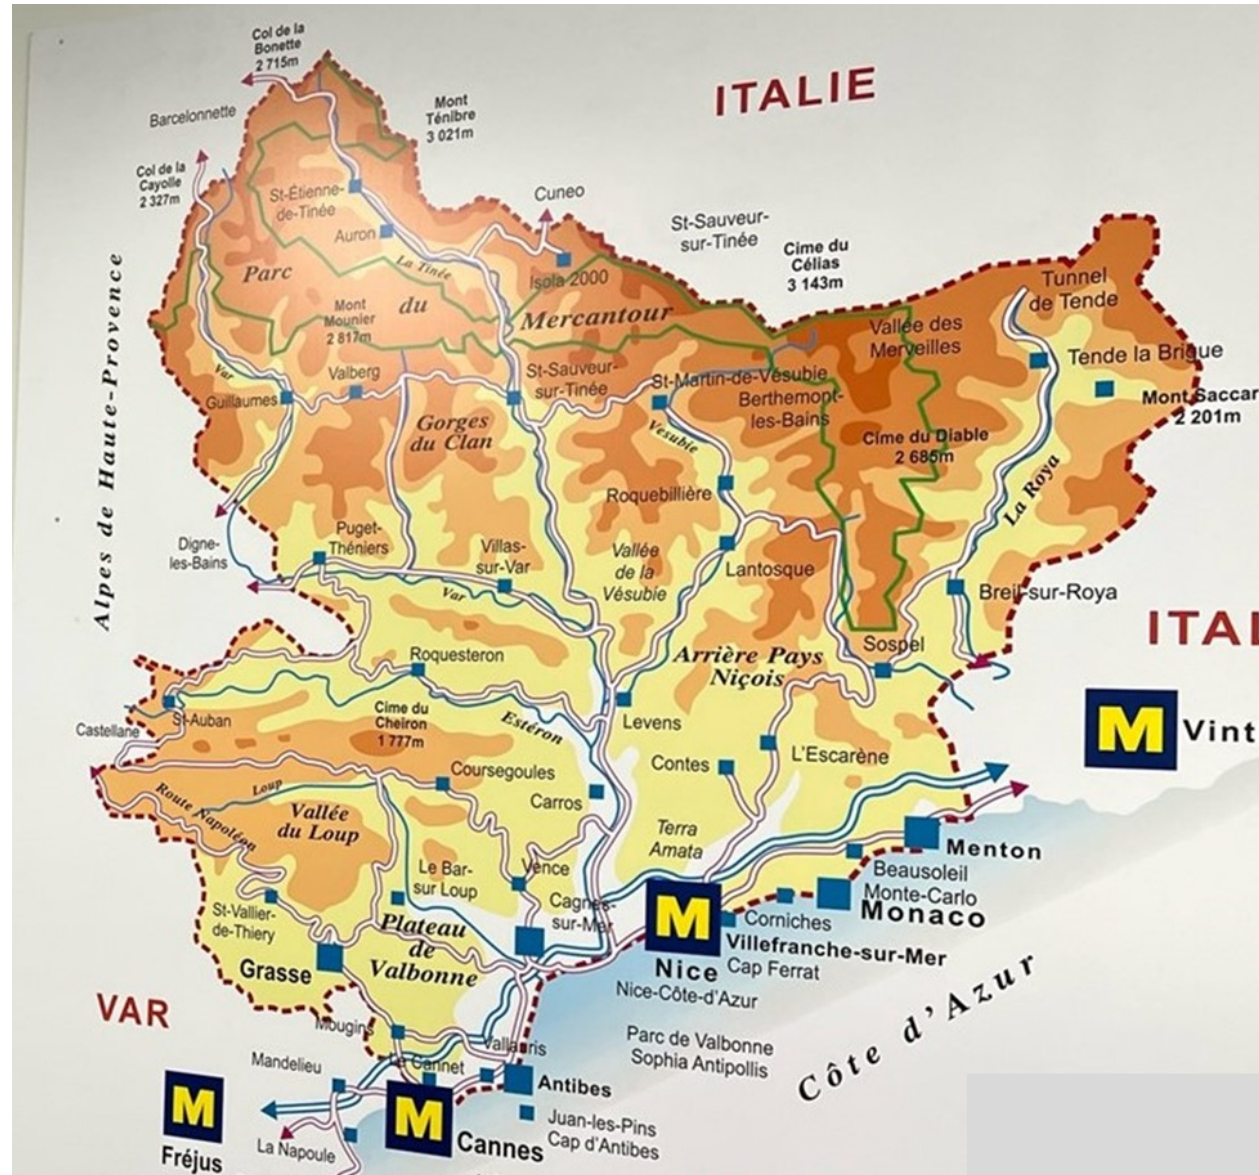 Col de la
Bonette
2 715m
ITALIE
Mont
Ténibre
3 021m
Barcelonnette
Col de la
Cayolle
2 327m
St-Étienne-
de-Tinée
Cuneo
St-Sauveur-
sur-Tinée
Auron
Cime du
Célias
3 143m
La Tinée
Parc
du
Mercantour
Isola 2000
Tunnel
de Tende
Mont
Mounier
2 817m
Vallée des
Merveilles
Alpes de Haute-Provence
Tende la Brigue
Var
Valberg
St-Sauveur-
sur-Tinée
St-Martin-de-Vésubie
Berthemont-
les-Bains
Guillaumes
Mont Saccar
2 201m
Gorges
du Clan
Vesubie
Cime du Diable
2 685m
La Roya
Roquebillière
Digne-
les-Bains
Puget-
Théniers
Villas-
sur-Var
Vallée
de la
Vésubie
Lantosque
Var
Breil-sur-Roya
ITAI
Sospel
Roquesteron
Arrière Pays
Niçois
St-Auban
Castellane
Cime du
Cheiron
1 777m
Estéron
Levens
M Vint
L'Escarène
Contes
Coursegoules
Carros
Loup
Route Napoléon
Vallée
du Loup
Terra
Amata
Menton
Le Bar-
sur Loup
Vence
Beausoleil
Monte-Carlo
Monaco
Cagnes-
sur-Mer
St-Vallier-
de-Thiery
M
Corniches
Plateau
de
Valbonne
Villefranche-sur-Mer
Cap Ferrat
Grasse
Nice
Nice-Côte-d'Azur
VAR
Mougins
Parc de Valbonne
Sophia Antipollis
Côte d'Azur
Vallauris
Mandelieu
Le Cannet
Antibes
M
Fréjus
M
Cannes
Juan-les-Pins
Cap d'Antibes
La Napoule